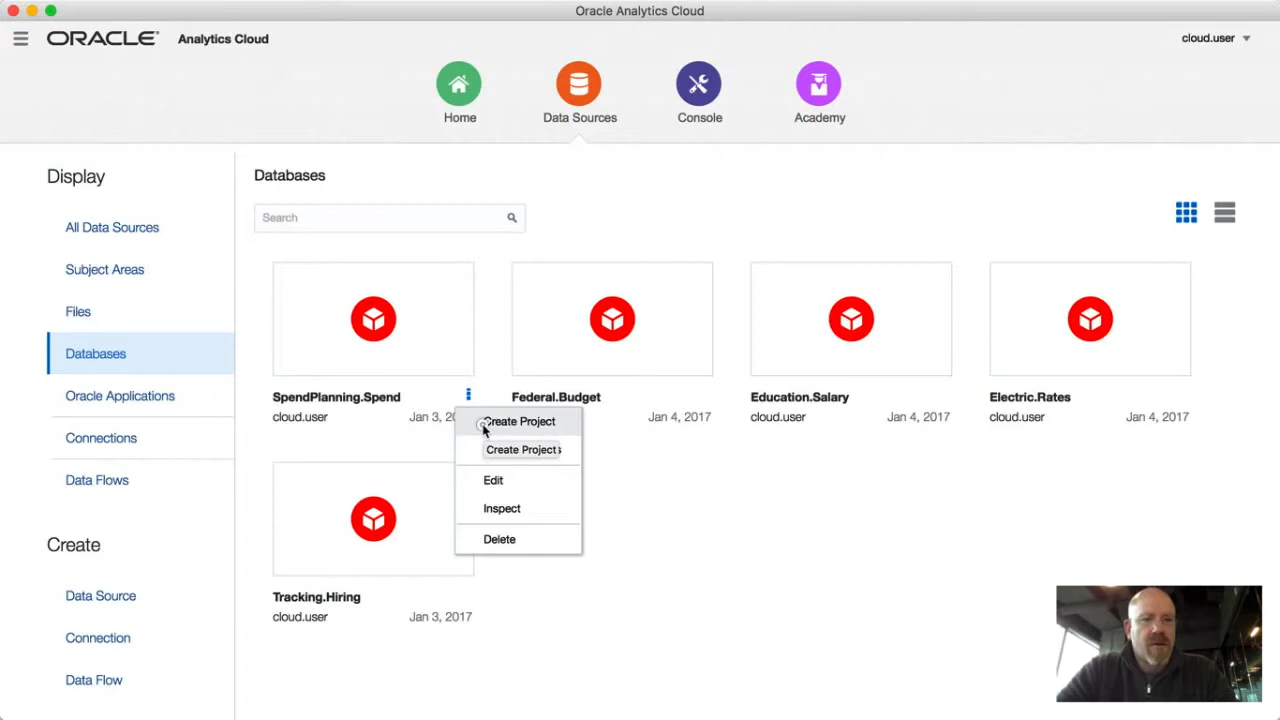 Oracle Analytics Cloud
ORACLE® Analytics Cloud
cloud.user
Home
Data Sources
Console
Academy
Display
All Data Sources
Subject Areas
Files
Databases
Oracle Applications
Connections
Data Flows
Create
Data Source
Connection
Data Flow
Databases
Search
SpendPlanning.Spend
cloud.user Jan 3, 20
Federal.Budget
Jan 4, 2017
Education.Salary
cloud.user Jan 4, 2017
Electric.Rates
cloud.user Jan 4, 2017
Create Project
Create Project
Edit
Inspect
Delete
Tracking.Hiring
cloud.user Jan 3, 2017